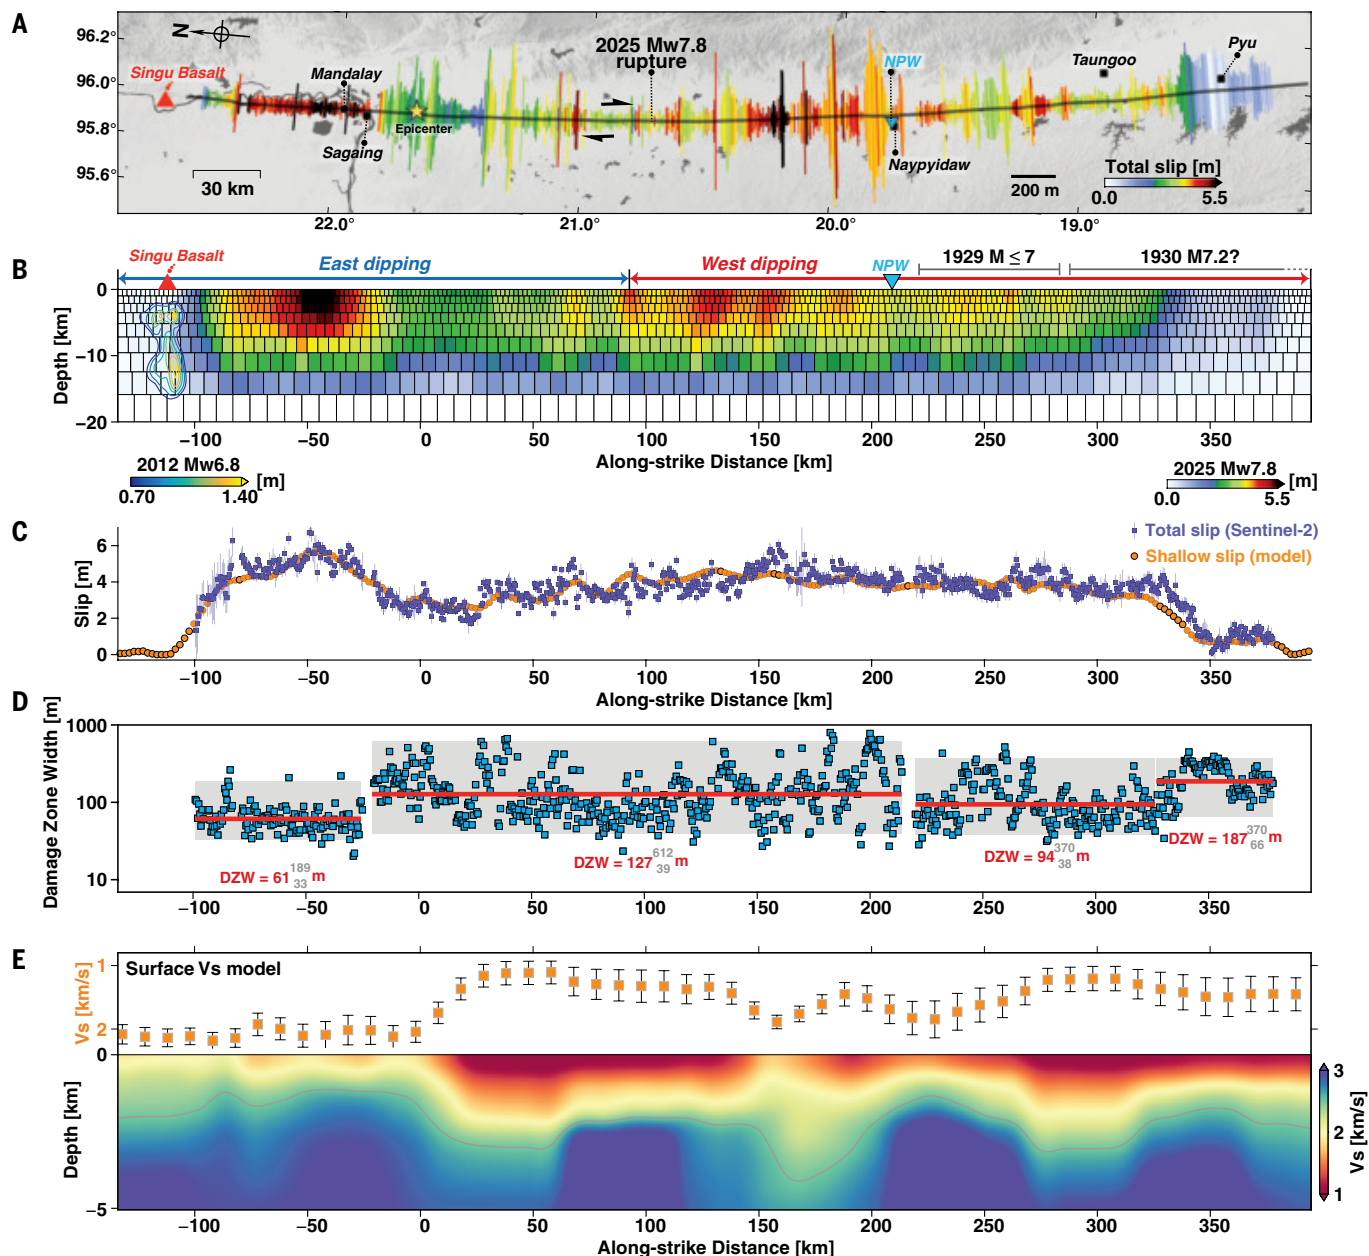 A
96.2°
96.0°
95.8°
95.6°
N
Singu Basalt
Mandalay
Sagaing
Epicenter
2025 Mw7.8
rupture
NPW
Naypyidaw
Taungoo
Pyu
30 km
200 m
Total slip [m]
0.0 5.5
22.0° 21.0° 20.0° 19.0°
B
Singu Basalt
East dipping
West dipping
NPW
1929 M ≤ 7
1930 M7.2?
Depth [km]
0
−10
−20
−100 −50 0 50 100 150 200 250 300 350
Along-strike Distance [km]
2012 Mw6.8 [m]
0.70 1.40
2025 Mw7.8 [m]
0.0 5.5
C
Slip [m]
6
4
2
0
Total slip (Sentinel-2)
Shallow slip (model)
−100 −50 0 50 100 150 200 250 300 350
Along-strike Distance [km]
D
Damage Zone Width [m]
1000
100
10
DZW = 61 189 33 m
DZW = 127 612 39 m
DZW = 94 370 38 m
DZW = 187 370 66 m
−100 −50 0 50 100 150 200 250 300 350
E
Surface Vs model
Vs [km/s]
1
2
0
Depth [km]
−5
3
2
1
Vs [km/s]
−100 −50 0 50 100 150 200 250 300 350
Along-strike Distance [km]